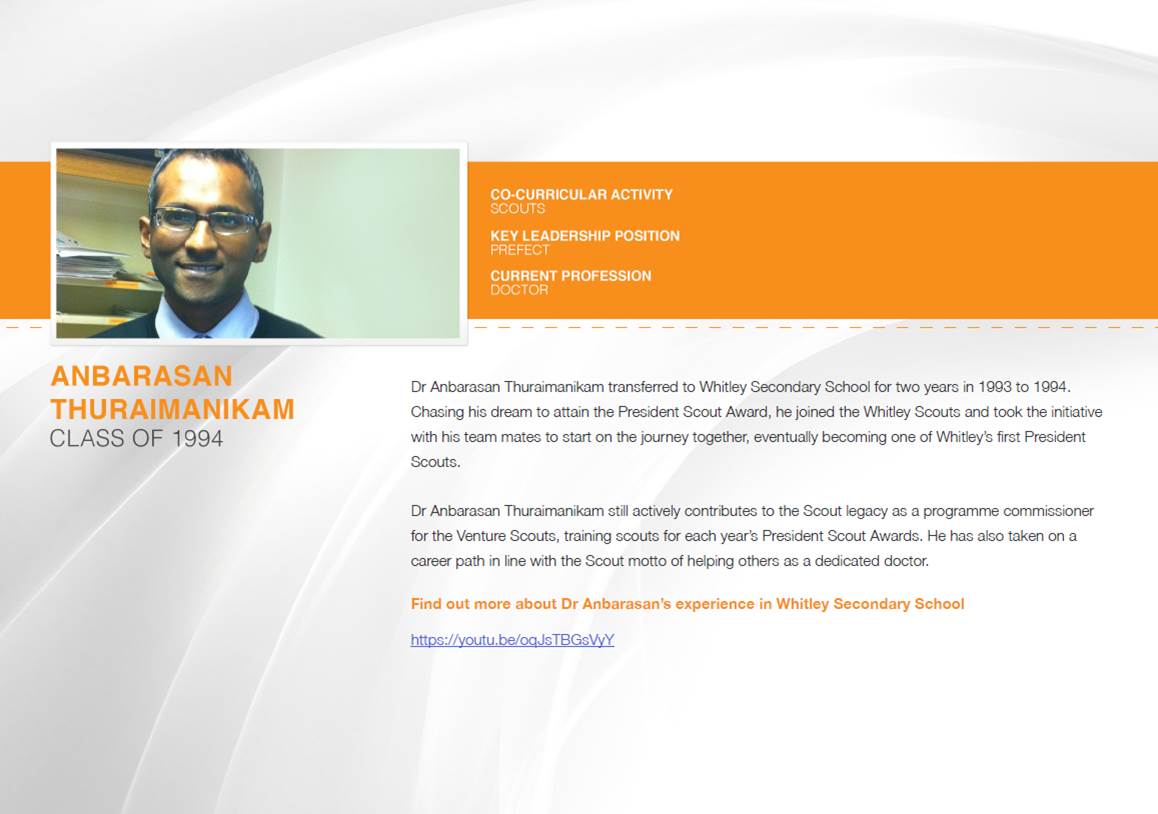 CO-CURRICULAR ACTIVITY
SCOUTS
KEY LEADERSHIP POSITION
PREFECT
CURRENT PROFESSION
DOCTOR
ANBARASAN
THURAIMANIKAM
CLASS OF 1994
Dr Anbarasan Thuraimanikam transferred to Whitley Secondary School for two years in 1993 to 1994.
Chasing his dream to attain the President Scout Award, he joined the Whitley Scouts and took the initiative
with his team mates to start on the journey together, eventually becoming one of Whitley’s first President
Scouts.
Dr Anbarasan Thuraimanikam still actively contributes to the Scout legacy as a programme commissioner
for the Venture Scouts, training scouts for each year’s President Scout Awards. He has also taken on a
career path in line with the Scout motto of helping others as a dedicated doctor.
Find out more about Dr Anbarasan’s experience in Whitley Secondary School
https://youtu.be/oqJsTBGsVyY